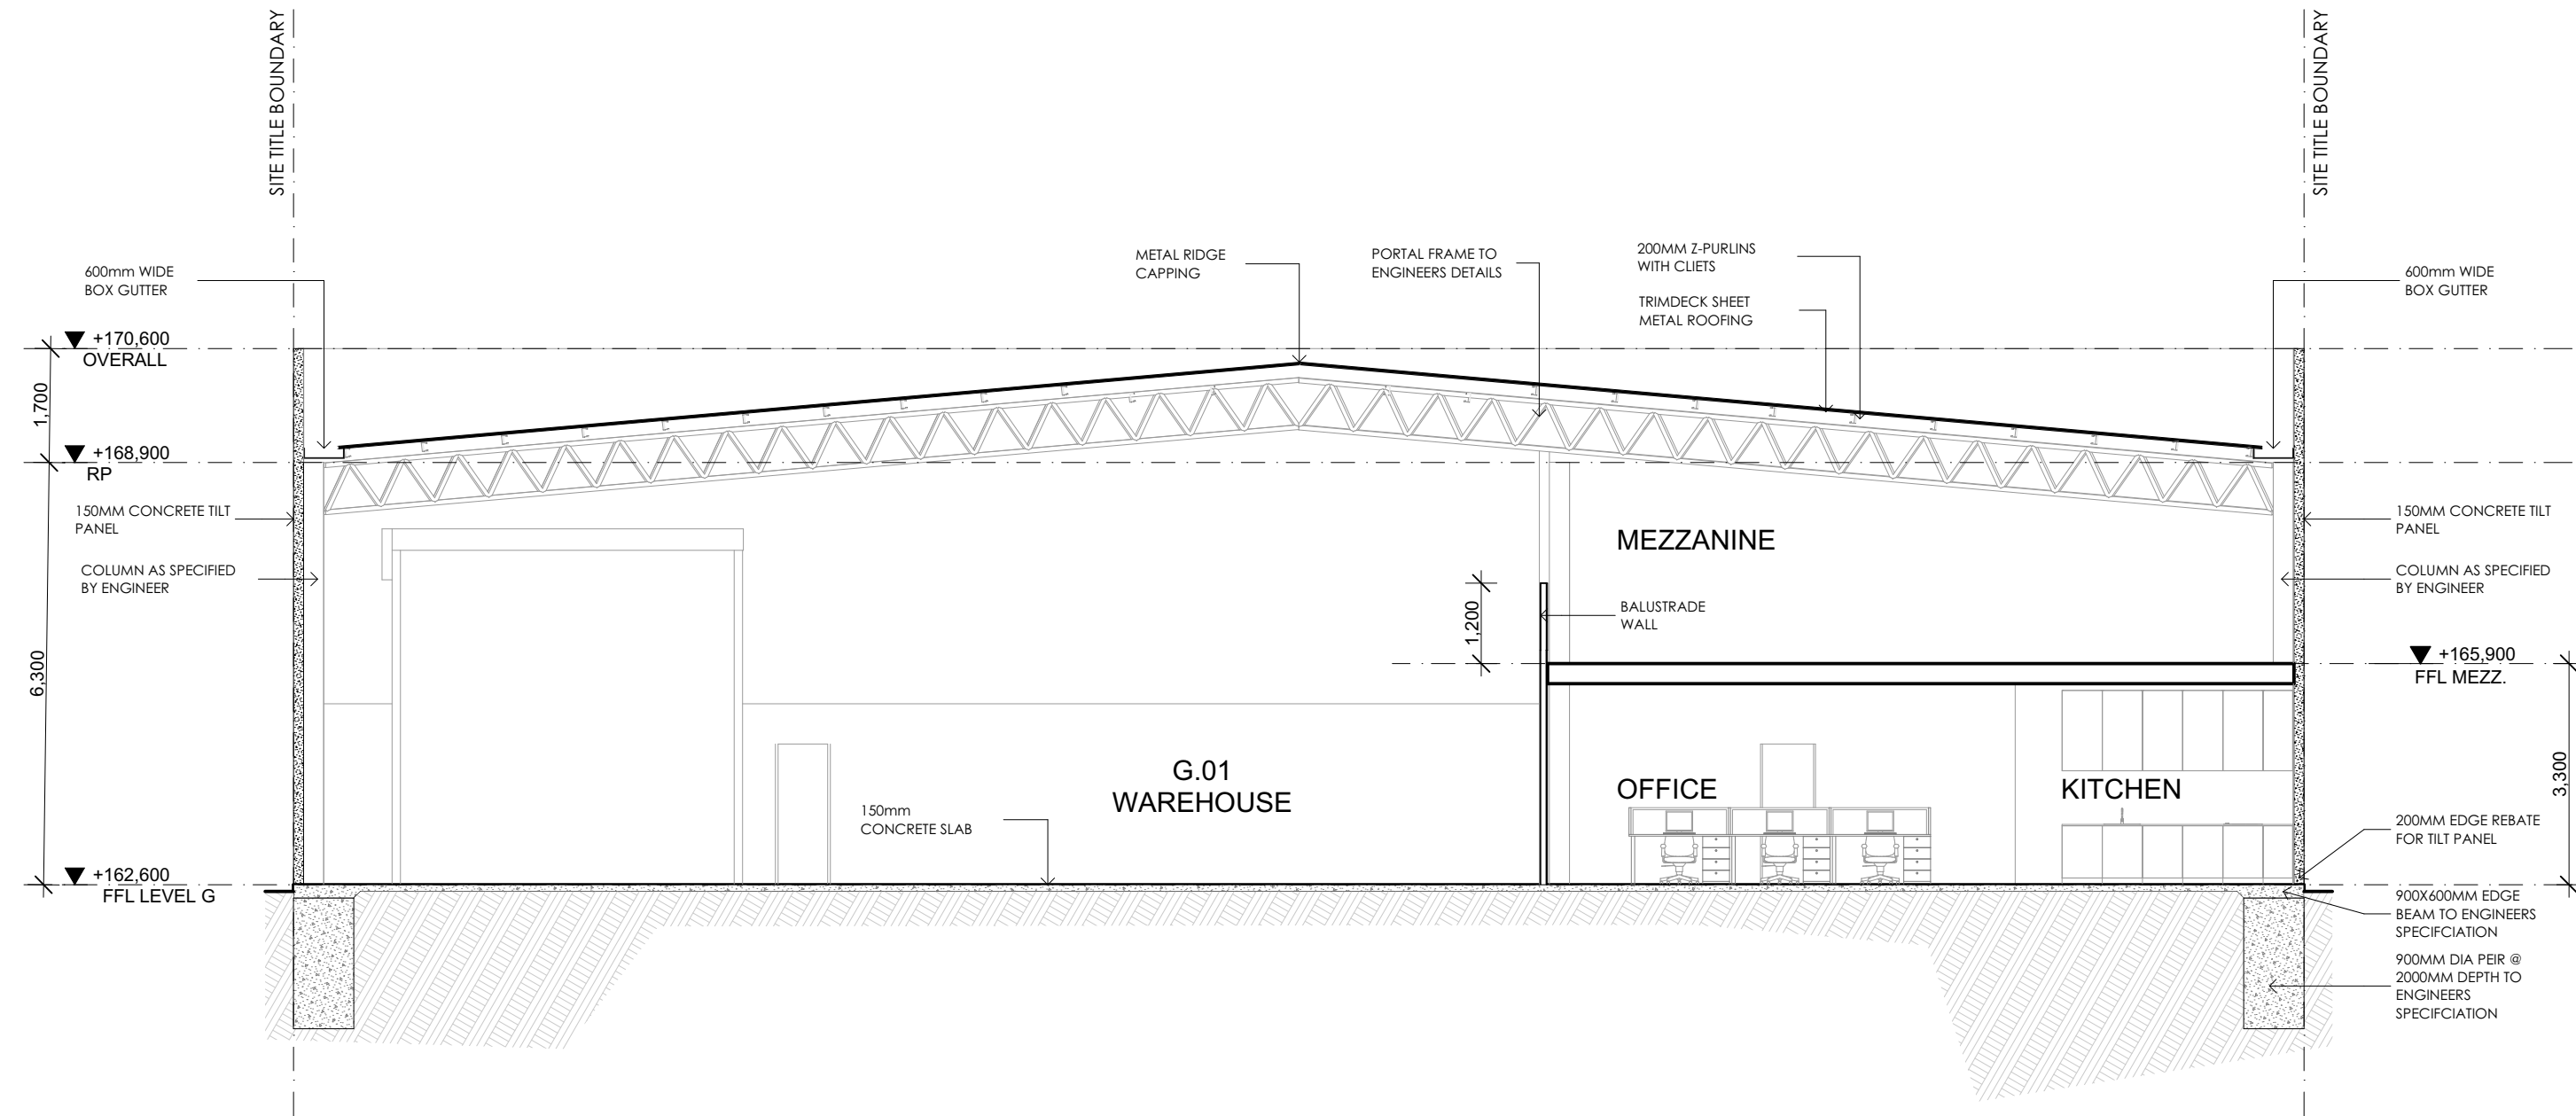 SITE TITLE BOUNDARY
SITE TITLE BOUNDARY
METAL RIDGE
CAPPING
PORTAL FRAME TO
ENGINEERS DETAILS
200MM Z-PURLINS
WITH CLIETS
TRIMDECK SHEET
METAL ROOFING
600mm WIDE
BOX GUTTER
600mm WIDE
BOX GUTTER
+170,600
OVERALL
1,700
+168,900
RP
150MM CONCRETE TILT
PANEL
COLUMN AS SPECIFIED
BY ENGINEER
6,300
+162,600
FFL LEVEL G
MEZZANINE
1,200
BALUSTRADE
WALL
G.01
WAREHOUSE
150mm
CONCRETE SLAB
OFFICE
KITCHEN
150MM CONCRETE TILT
PANEL
COLUMN AS SPECIFIED
BY ENGINEER
+165,900
FFL MEZZ.
3,300
200MM EDGE REBATE
FOR TILT PANEL
900X600MM EDGE
BEAM TO ENGINEERS
SPECIFCIATION
900MM DIA PEIR @
2000MM DEPTH TO
ENGINEERS
SPECIFCIATION